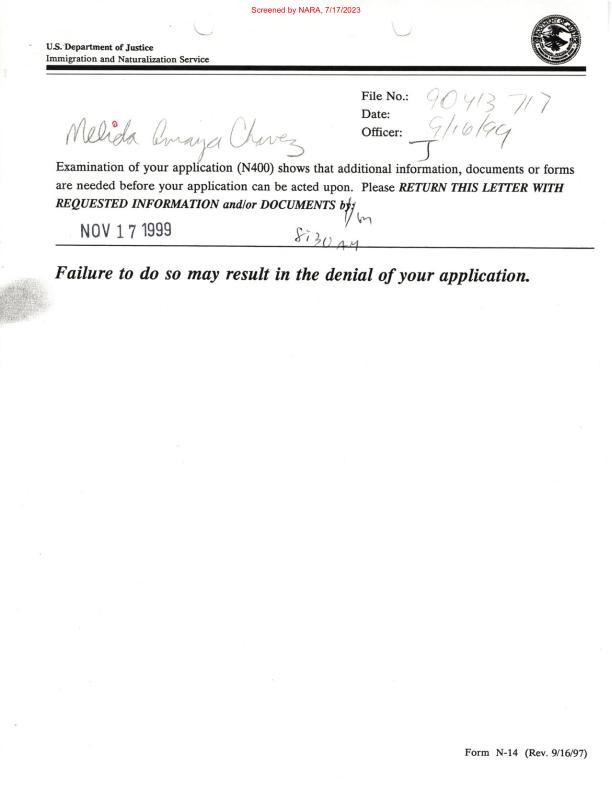 Screened by NARA, 7/17/2023
U.S. Department of Justice
Immigration and Naturalization Service
File No.: 90413 717
Date: 9/16/99
Officer: J
Melida Amaya Chavez
Examination of your application (N400) shows that additional information, documents or forms
are needed before your application can be acted upon. Please RETURN THIS LETTER WITH
REQUESTED INFORMATION and/or DOCUMENTS by:
NOV 17 1999
8:30 AM
Failure to do so may result in the denial of your application.
Form N-14 (Rev. 9/16/97)